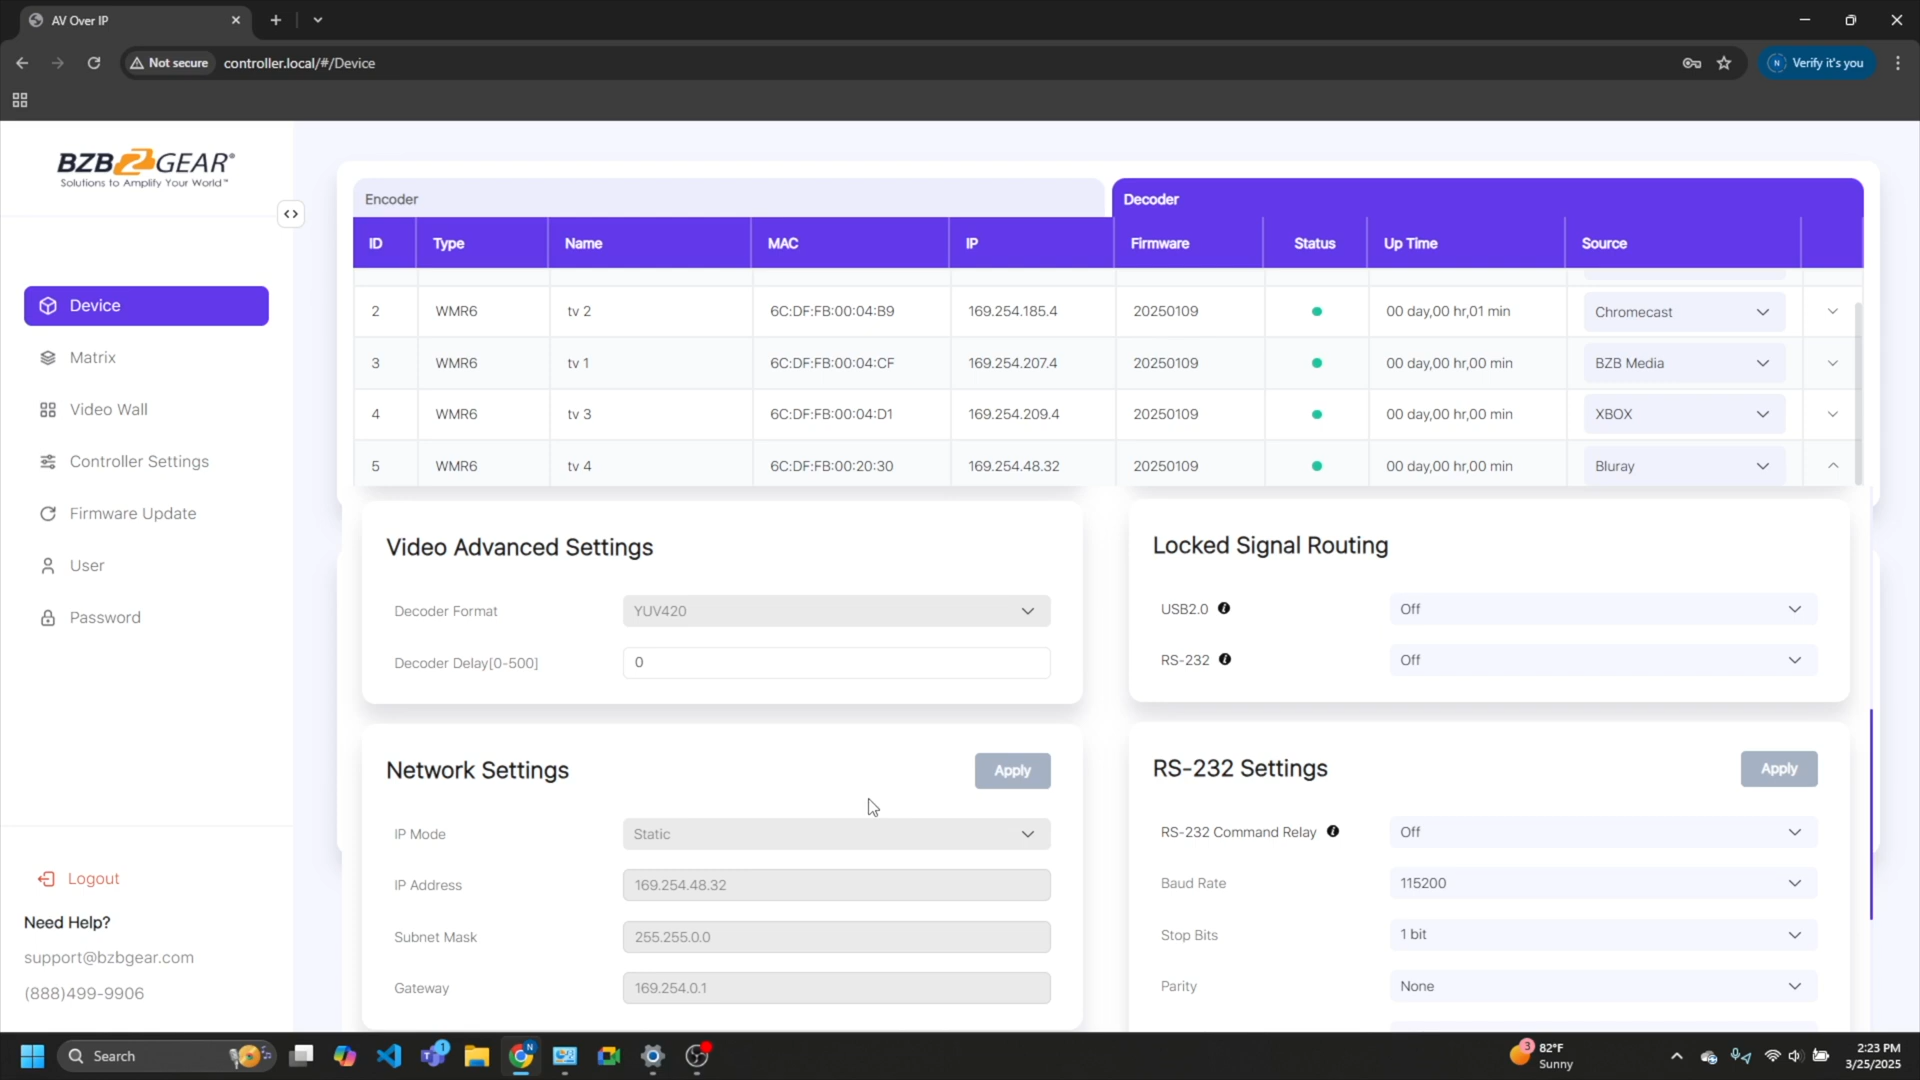 AV Over IP
Not secure
controller.local/#/Device
N
Verify it's you
BZB GEAR®
Solutions to Amplify Your World™
Device
Matrix
Video Wall
Controller Settings
Firmware Update
User
Password
Logout
Need Help?
support@bzbgear.com
(888)499-9906
Encoder
Decoder
ID Type Name MAC IP Firmware Status Up Time Source
2 WMR6 tv 2 6C:DF:FB:00:04:B9 169.254.185.4 20250109 00 day,00 hr,01 min Chromecast
3 WMR6 tv 1 6C:DF:FB:00:04:CF 169.254.207.4 20250109 00 day,00 hr,00 min BZB Media
4 WMR6 tv 3 6C:DF:FB:00:04:D1 169.254.209.4 20250109 00 day,00 hr,00 min XBOX
5 WMR6 tv 4 6C:DF:FB:00:20:30 169.254.48.32 20250109 00 day,00 hr,00 min Bluray
Video Advanced Settings
Decoder Format YUV420
Decoder Delay[0-500] 0
Locked Signal Routing
USB2.0 Off
RS-232 Off
Network Settings Apply
IP Mode Static
IP Address 169.254.48.32
Subnet Mask 255.255.0.0
Gateway 169.254.0.1
RS-232 Settings Apply
RS-232 Command Relay Off
Baud Rate 115200
Stop Bits 1 bit
Parity None
Search
1
N
3
82°F
Sunny
2:23 PM
3/25/2025